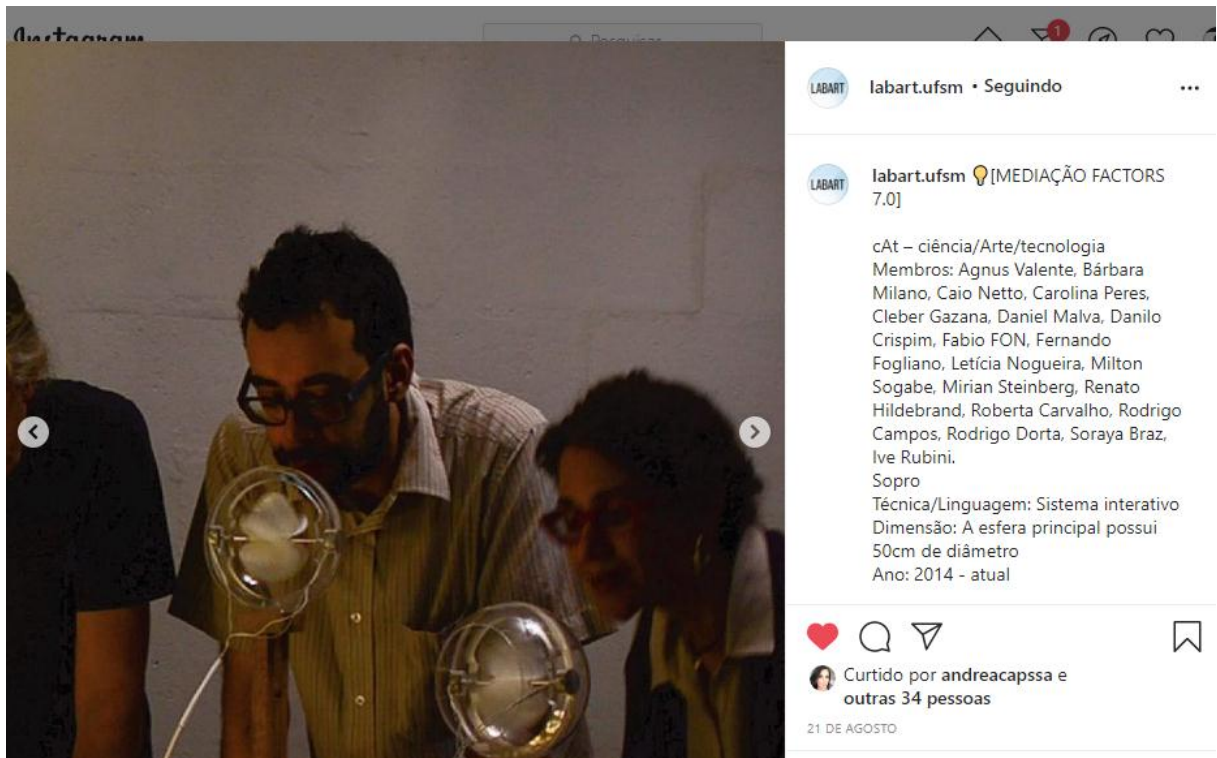 Instagram
Pesquisar
1
LABART
labart.ufsm • Seguindo
LABART
labart.ufsm 💡[MEDIAÇÃO FACTORS
7.0]
cAt – ciência/Arte/tecnologia
Membros: Agnus Valente, Bárbara
Milano, Caio Netto, Carolina Peres,
Cleber Gazana, Daniel Malva, Danilo
Crispim, Fabio FON, Fernando
Fogliano, Letícia Nogueira, Milton
Sogabe, Mirian Steinberg, Renato
Hildebrand, Roberta Carvalho, Rodrigo
Campos, Rodrigo Dorta, Soraya Braz,
Ive Rubini.
Sopro
Técnica/Linguagem: Sistema interativo
Dimensão: A esfera principal possui
50cm de diâmetro
Ano: 2014 - atual
Curtido por andreacapssa e
outras 34 pessoas
21 DE AGOSTO